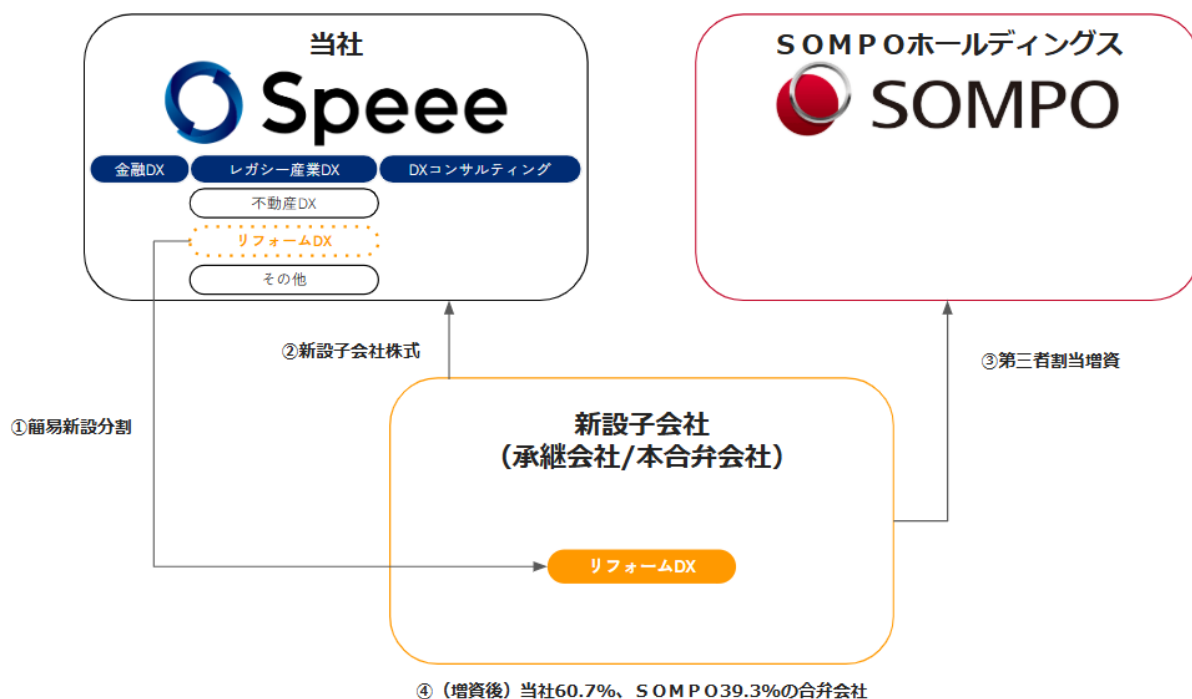 当社
Speee
金融DX
レガシー産業DX
DXコンサルティング
不動産DX
リフォームDX
その他
SOMPOホールディングス
SOMPO
②新設子会社株式
③第三者割当増資
①簡易新設分割
新設子会社
（承継会社/本合弁会社）
リフォームDX
④（増資後）当社60.7%、SOMPO39.3%の合弁会社